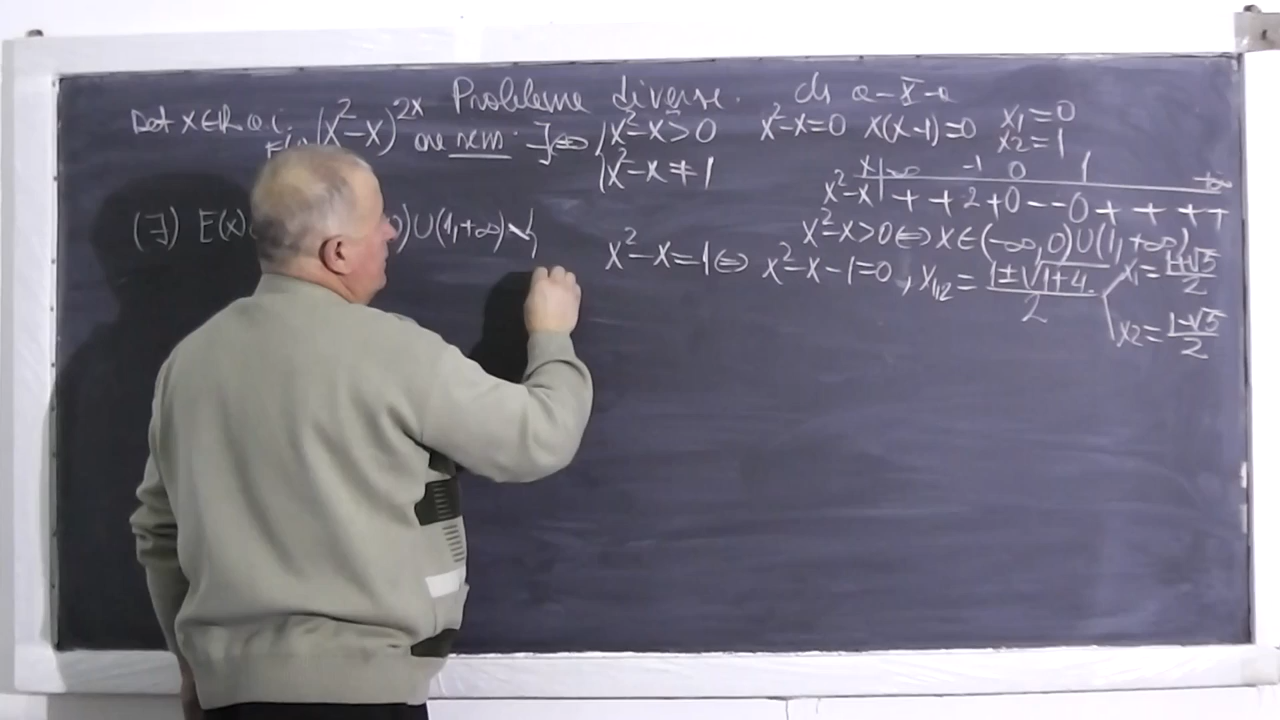 Probleme diverse. cls a-X-a
Det x∈R a.i. (x²-x)^2x are sens. ∃⇔ { x²-x>0
x²-x≠1
x²-x=0 x(x-1)=0 x1=0
x2=1
x -∞ -1 0 1 +∞
x²-x + + 2 + 0 - - 0 + + + +
x²-x>0 ⇔ x∈(-∞,0)∪(1,+∞)
(∃) E(x) 0)∪(1,+∞) \ {
x²-x=1 ⇔ x²-x-1=0, x1,2 = (1±√1+4)/2
x1 = (1+√5)/2
x2 = (1-√5)/2